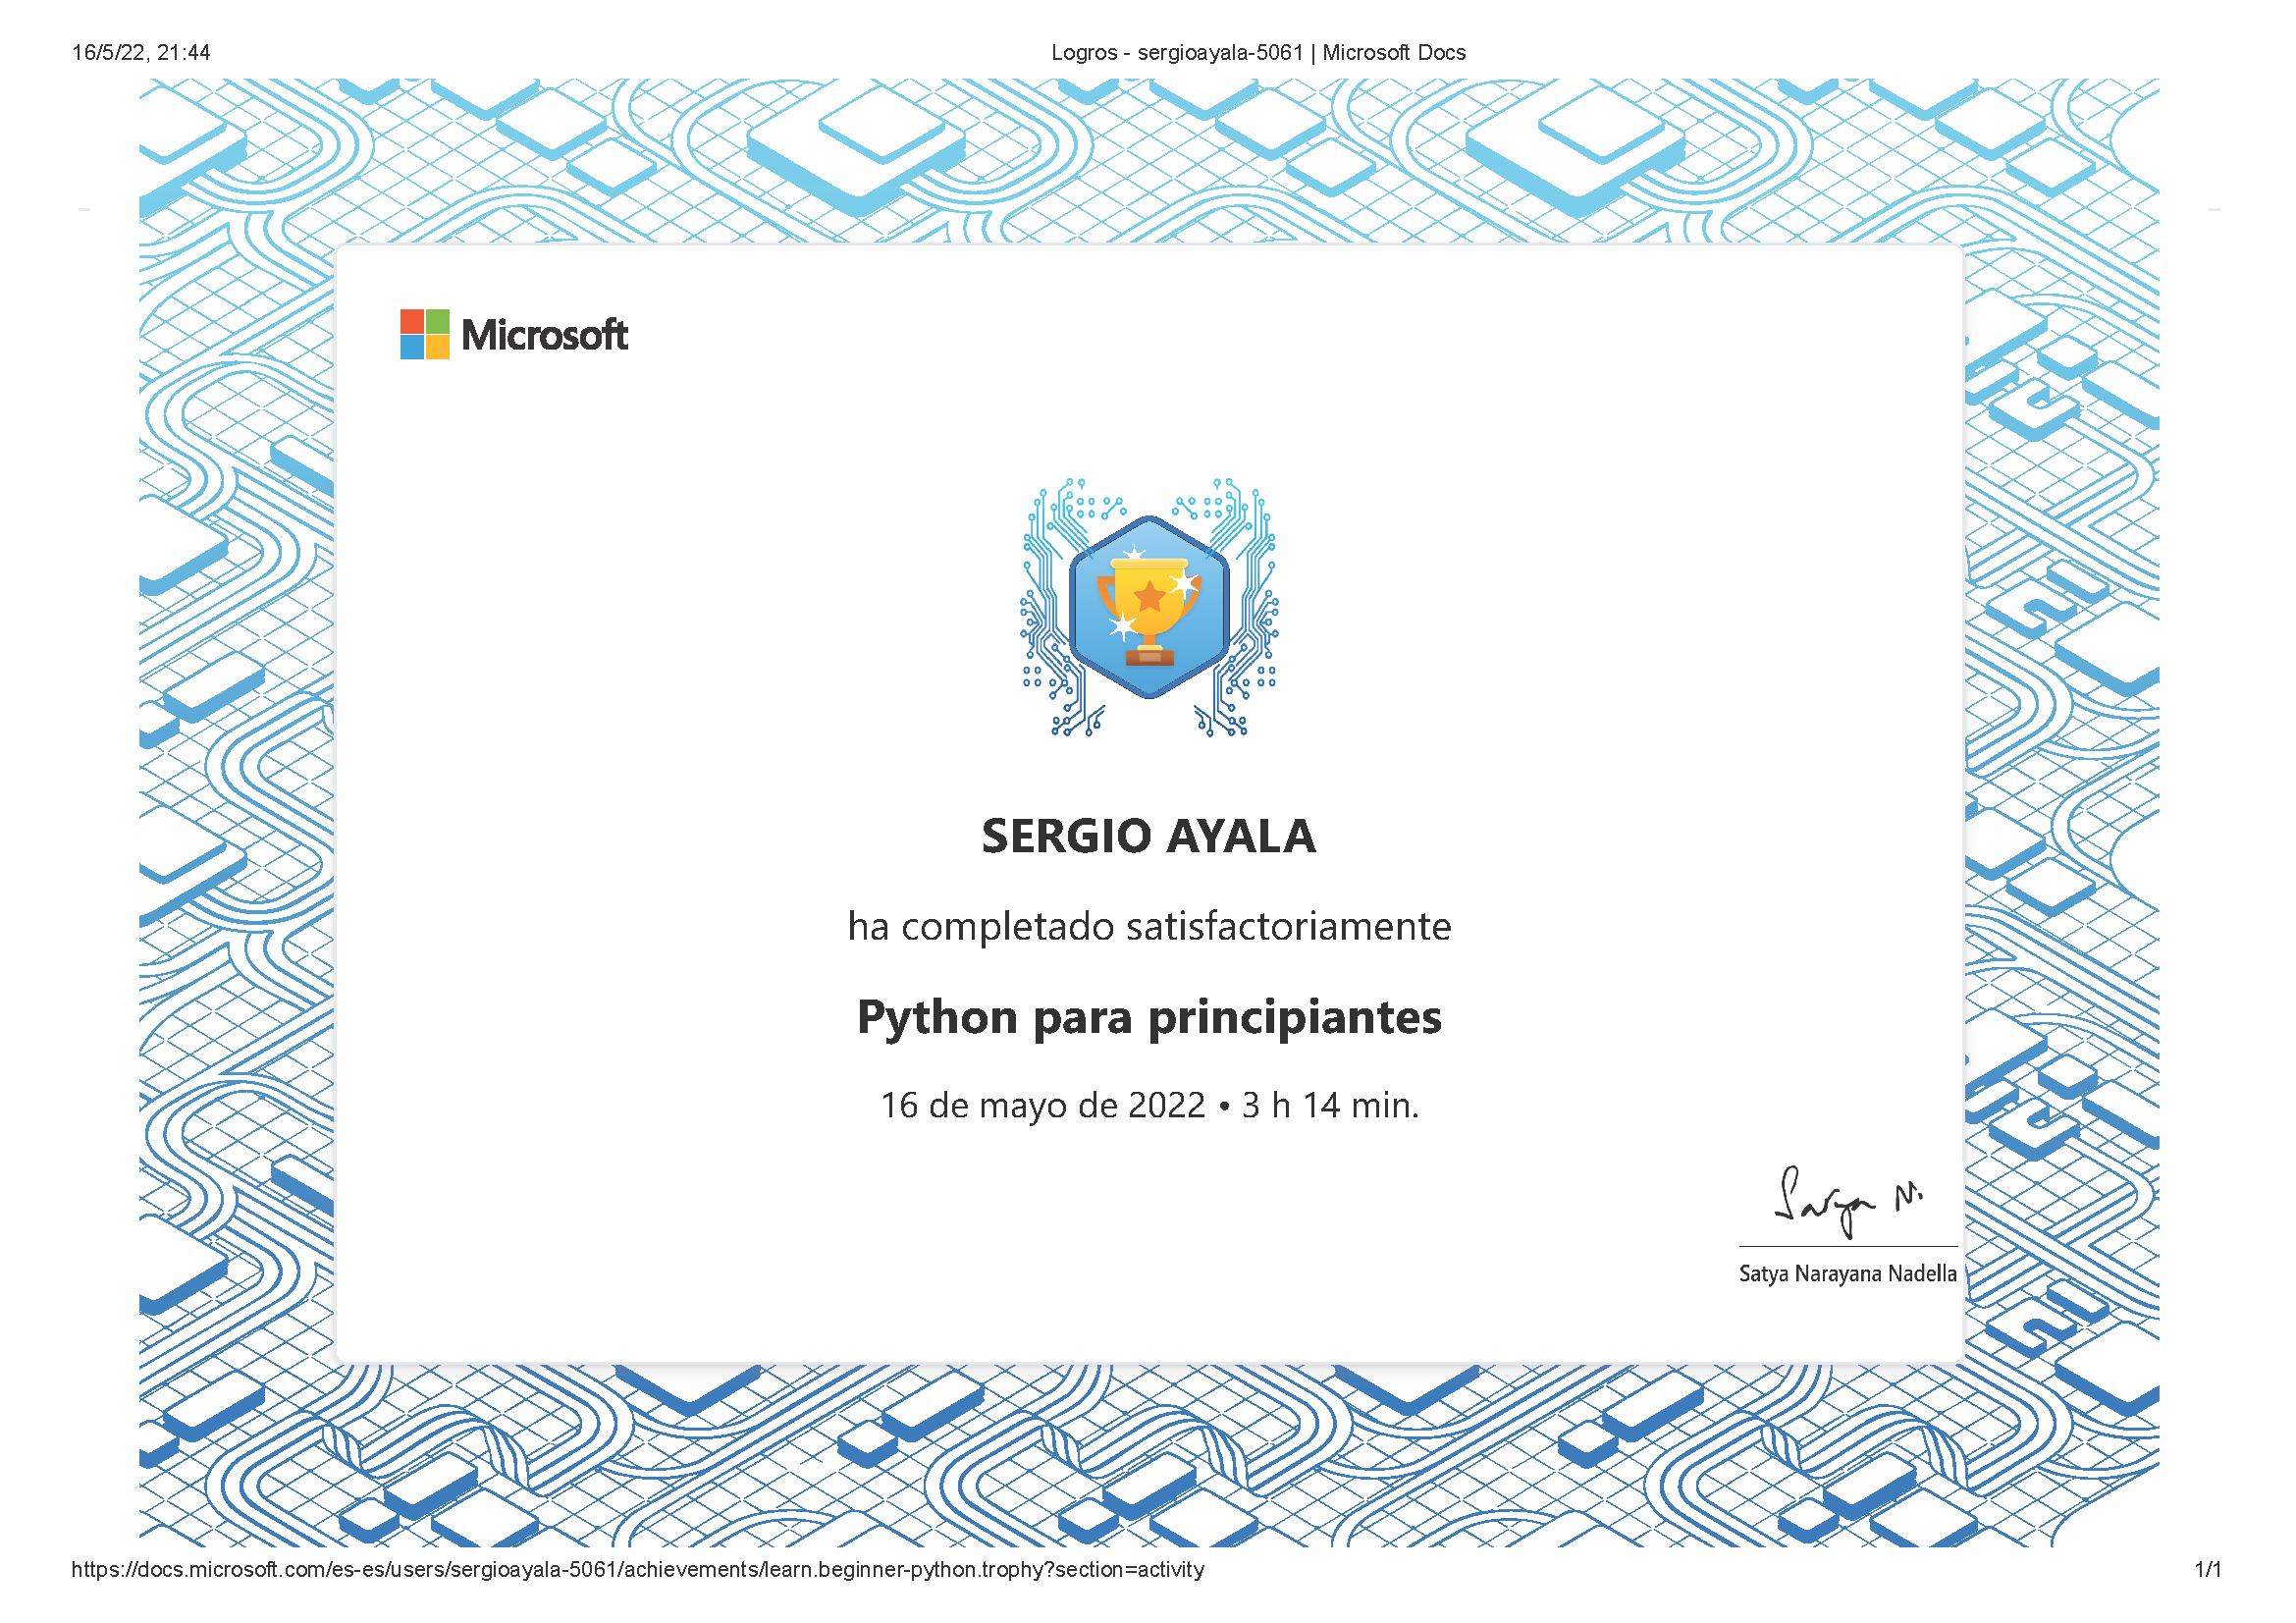 16/5/22, 21:44
Logros - sergioayala-5061 | Microsoft Docs
Microsoft
SERGIO AYALA
ha completado satisfactoriamente
Python para principiantes
16 de mayo de 2022 • 3 h 14 min.
Satya N.
Satya Narayana Nadella
https://docs.microsoft.com/es-es/users/sergioayala-5061/achievements/learn.beginner-python.trophy?section=activity
1/1